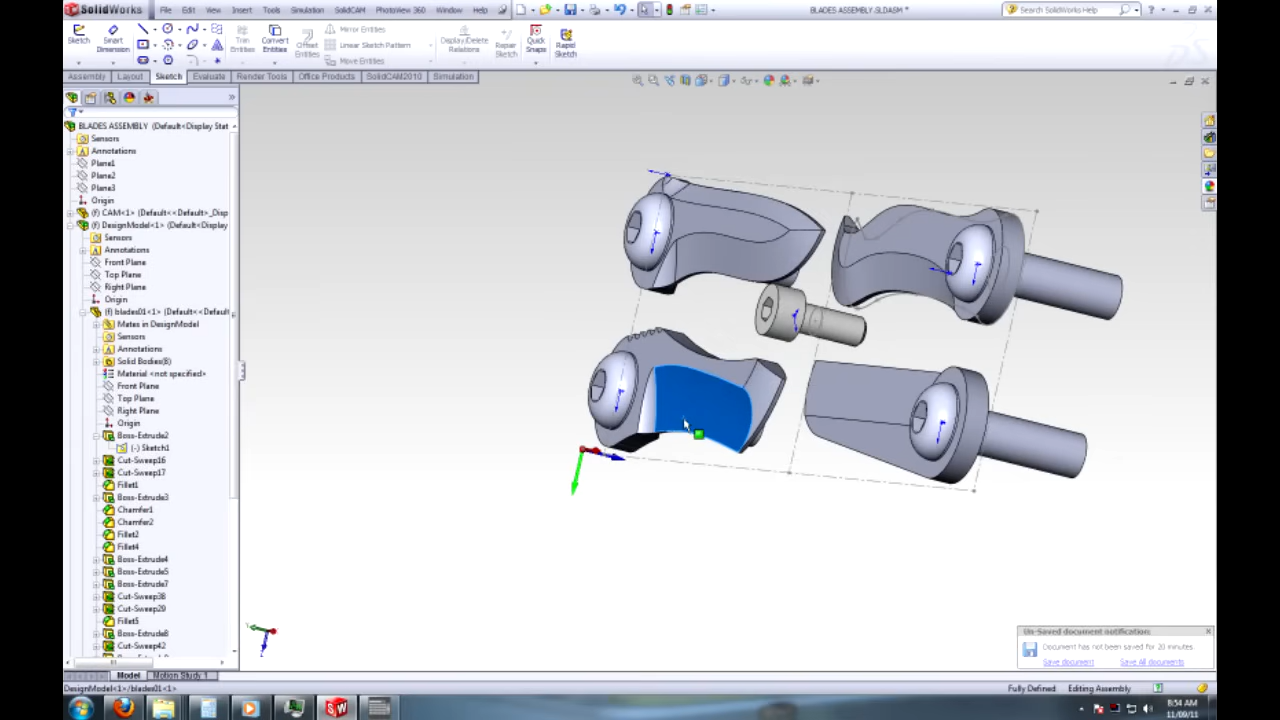 SolidWorks File Edit View Insert Tools Simulation SolidCAM PhotoView 360 Window Help BLADES ASSEMBLY.SLDASM * Search SolidWorks Help
Sketch Smart Dimension Trim Entities Convert Entities Offset Entities Mirror Entities Linear Sketch Pattern Move Entities Display/Delete Relations Repair Sketch Quick Snaps Rapid Sketch
Assembly Layout Sketch Evaluate Render Tools Office Products SolidCAM2010 Simulation
BLADES ASSEMBLY (Default<Display Stat
Sensors
Annotations
Plane1
Plane2
Plane3
Origin
(f) CAM<1> (Default<<Default>_Disp
(f) DesignModel<1> (Default<Display
Sensors
Annotations
Front Plane
Top Plane
Right Plane
Origin
(f) blades01<1> (Default<<Default
Mates in DesignModel
Sensors
Annotations
Solid Bodies(8)
Material <not specified>
Front Plane
Top Plane
Right Plane
Origin
Boss-Extrude2
(-) Sketch1
Cut-Sweep16
Cut-Sweep17
Fillet1
Boss-Extrude3
Chamfer1
Chamfer2
Fillet2
Fillet4
Boss-Extrude4
Boss-Extrude5
Boss-Extrude7
Cut-Sweep38
Cut-Sweep29
Fillet5
Boss-Extrude8
Cut-Sweep42
Un-Saved document notification:
Document has not been saved for 20 minutes.
Save document Save All documents
Model Motion Study 1
DesignModel<1>/blades01<1> Fully Defined Editing Assembly
8:54 AM
11/09/11